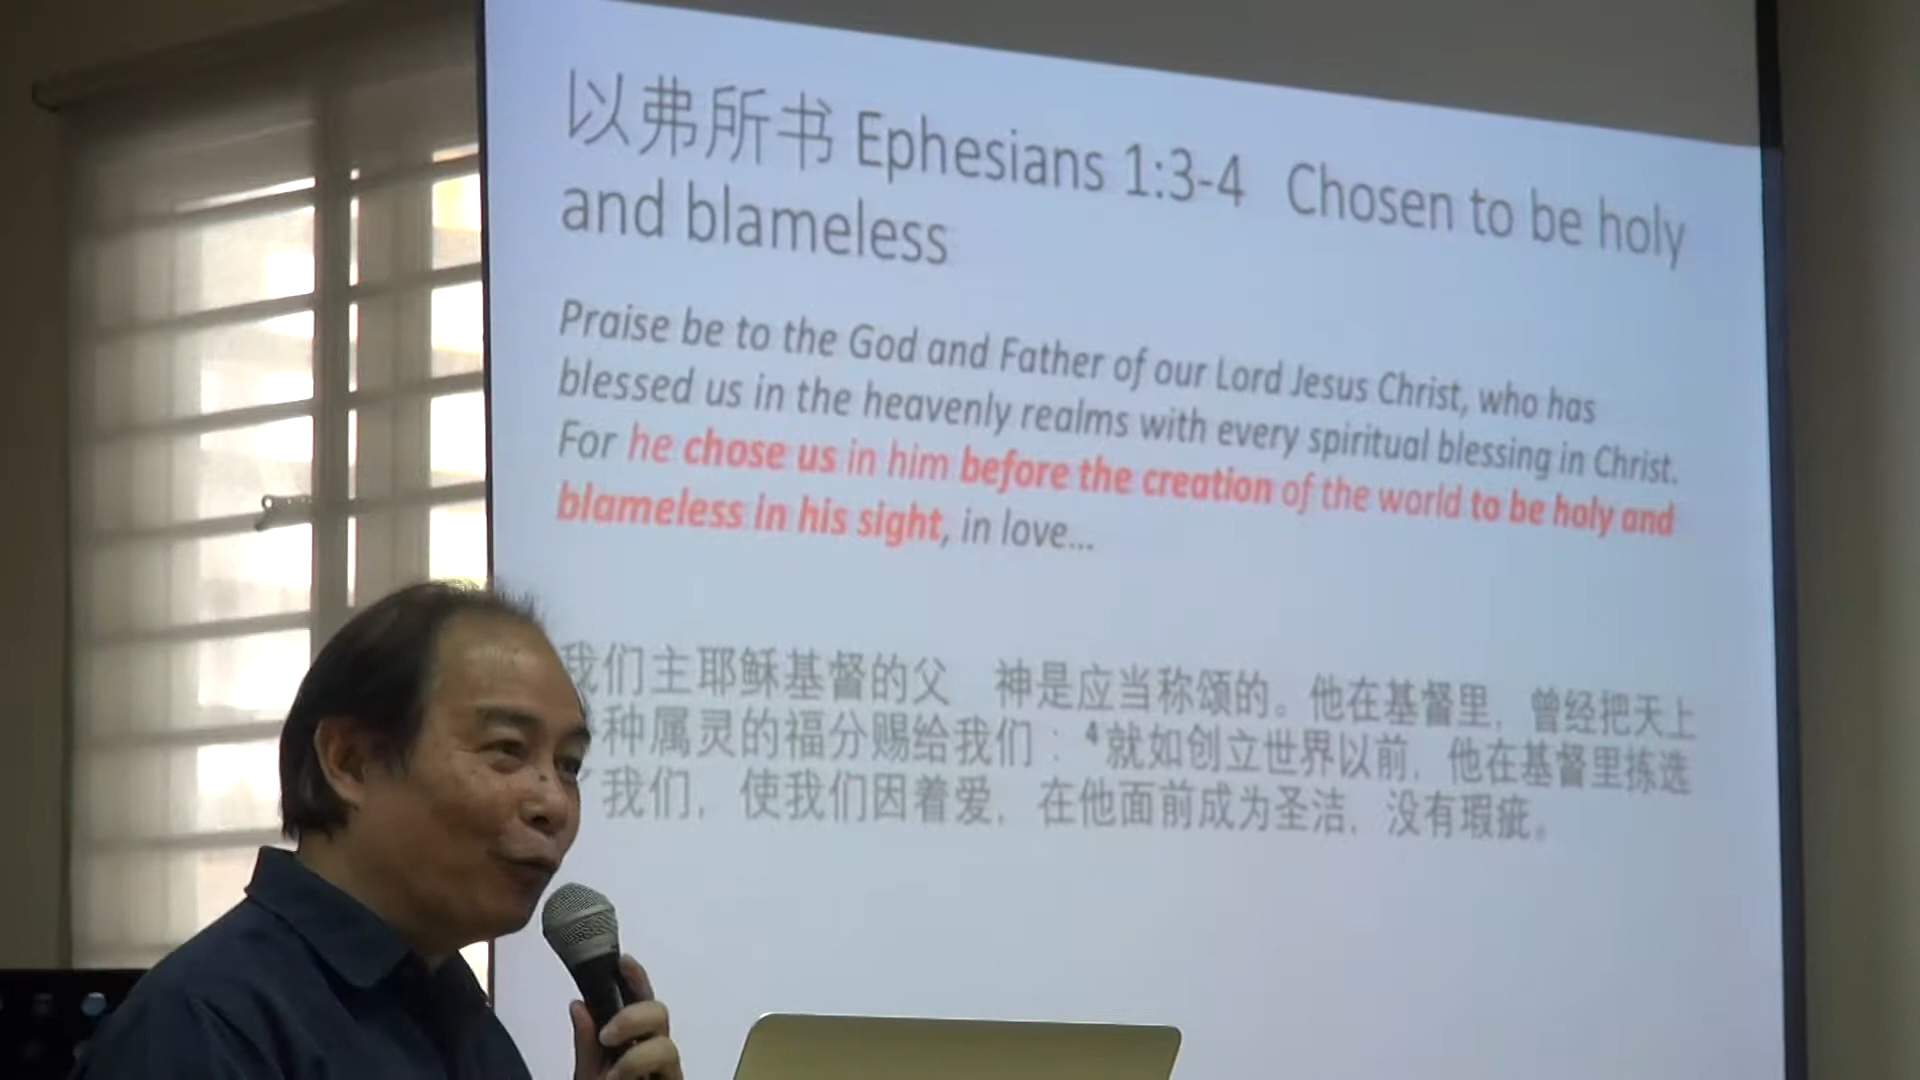 以弗所书 Ephesians 1:3-4 Chosen to be holy
and blameless
Praise be to the God and Father of our Lord Jesus Christ, who has
blessed us in the heavenly realms with every spiritual blessing in Christ.
For he chose us in him before the creation of the world to be holy and
blameless in his sight, in love...
我们主耶稣基督的父 神是应当称颂的。他在基督里, 曾经把天上
种属灵的福分赐给我们: ⁴就如创立世界以前, 他在基督里拣选
了我们, 使我们因着爱, 在他面前成为圣洁, 没有瑕疵。